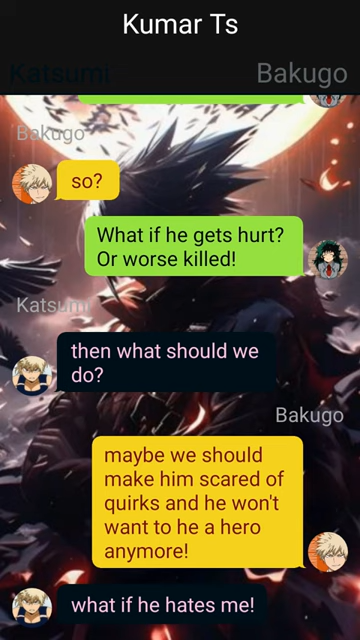 Kumar Ts
Katsumi
Bakugo
Bakugo
so?
What if he gets hurt?
Or worse killed!
Katsumi
then what should we
do?
Bakugo
maybe we should
make him scared of
quirks and he won't
want to he a hero
anymore!
what if he hates me!